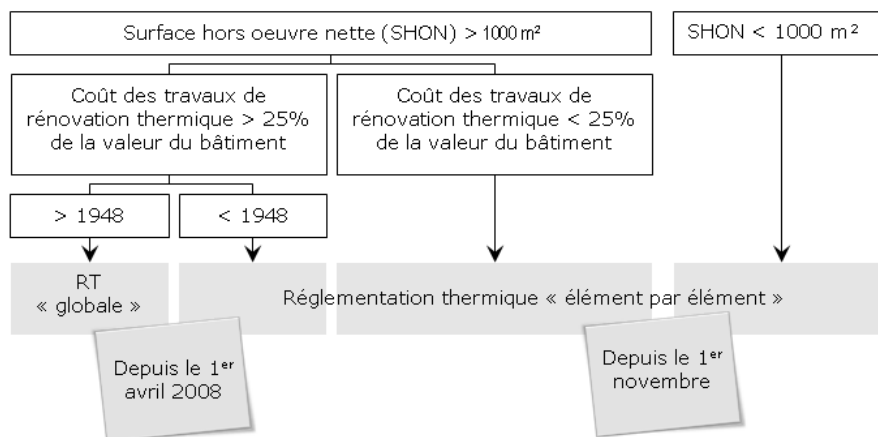 Surface hors oeuvre nette (SHON) > 1000 m²
SHON < 1000 m²
Coût des travaux de
rénovation thermique > 25%
de la valeur du bâtiment
Coût des travaux de
rénovation thermique < 25%
de la valeur du bâtiment
> 1948
< 1948
RT
« globale »
Réglementation thermique « élément par élément »
Depuis le 1er
avril 2008
Depuis le 1er
novembre